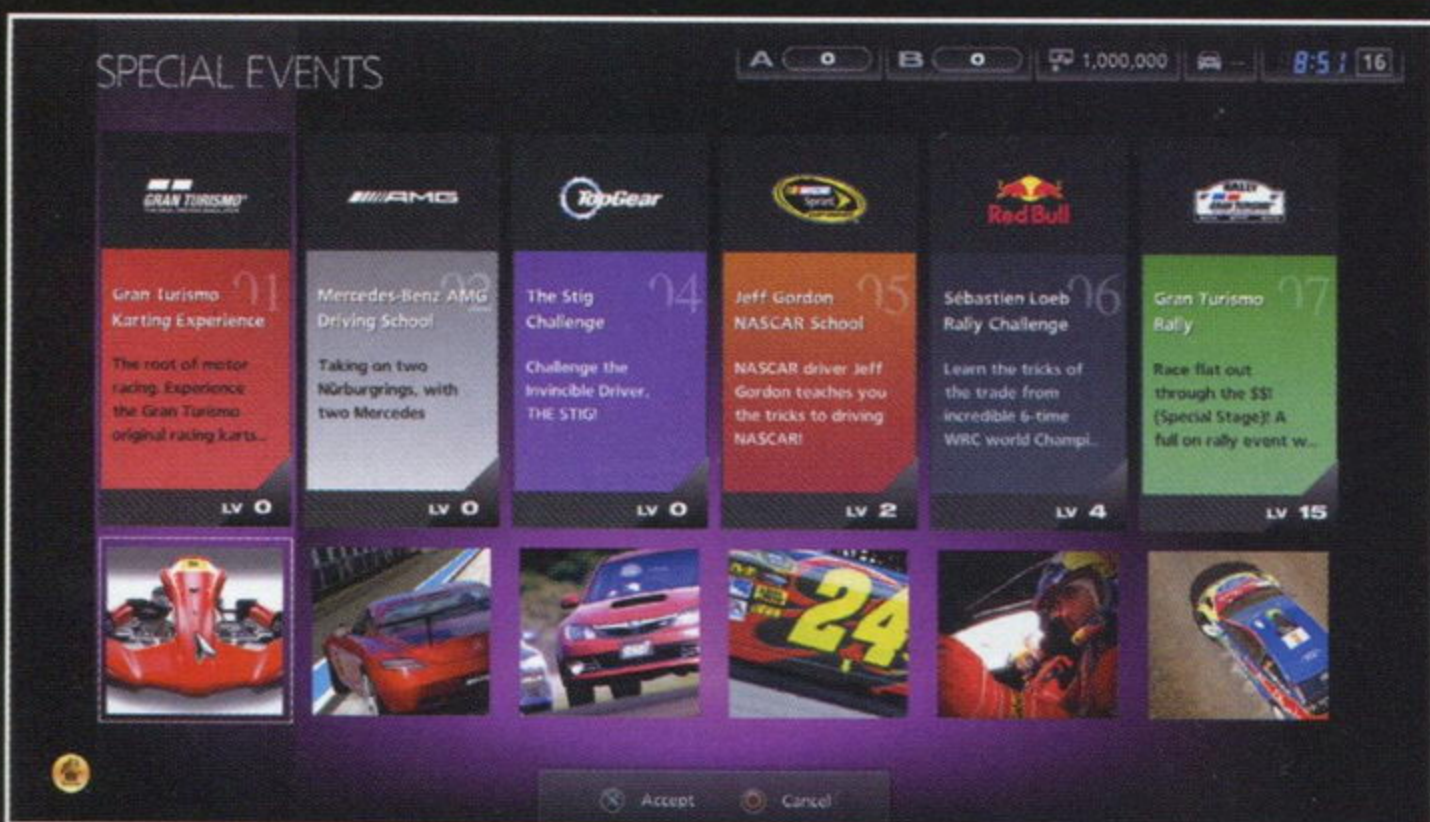 SPECIAL EVENTS
A 0 B 0 1,000,000 -- 8:51 16
GRAN TURISMO
AMG
TopGear
NASCAR
Sprint
Red Bull
RALLY
GRAN TURISMO
01
Gran Turismo
Karting Experience
The root of motor
racing. Experience
the Gran Turismo
original racing karts...
LV 0
Mercedes-Benz AMG
Driving School
Taking on two
Nürburgrings, with
two Mercedes
LV 0
04
The Stig
Challenge
Challenge the
Invincible Driver,
THE STIG!
LV 0
05
Jeff Gordon
NASCAR School
NASCAR driver Jeff
Gordon teaches you
the tricks to driving
NASCAR!
LV 2
06
Sébastien Loeb
Rally Challenge
Learn the tricks of
the trade from
incredible 6-time
WRC world Champi...
LV 4
07
Gran Turismo
Rally
Race flat out
through the SS!
(Special Stage)! A
full on rally event w...
LV 15
24
Accept Cancel